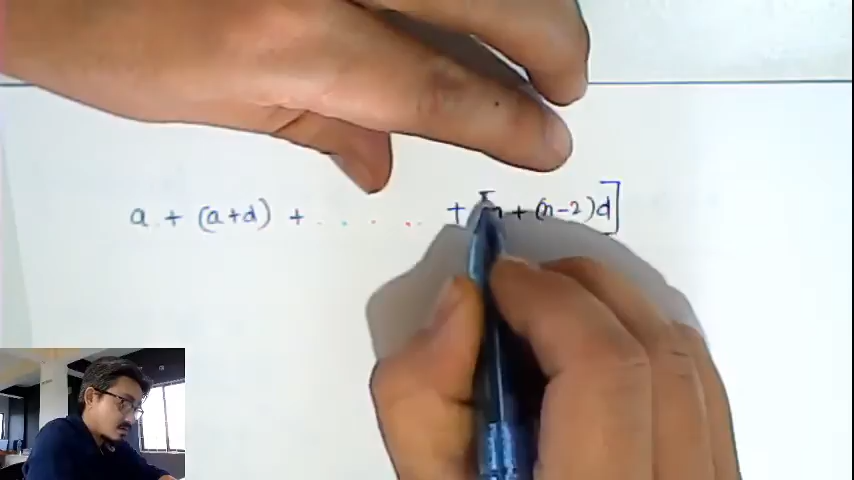 a + (a+d) + . . . . . + [a + (n-2)d]